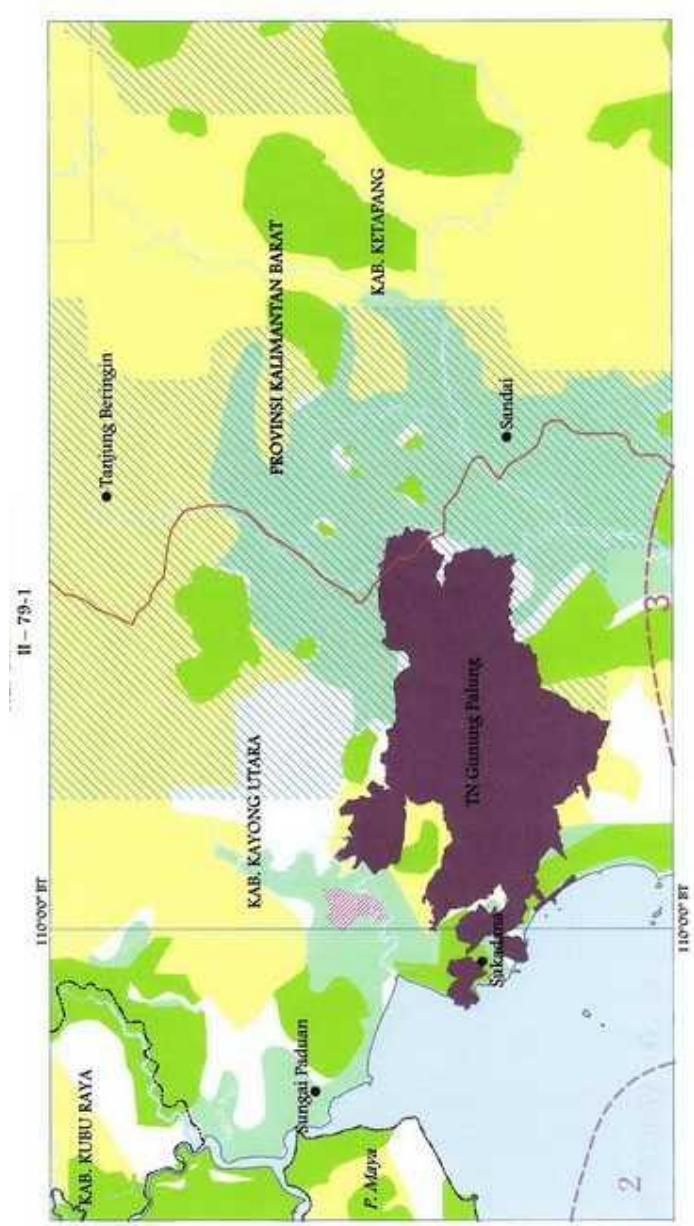 II – 79-1
110°00' BT
KAB. KUBU RAYA
Tanjung Beringin
KAB. KAYONG UTARA
PROVINSI KALIMANTAN BARAT
Sungai Paduan
P. Maya
KAB. KETAPANG
TN Gunung Palung
Sukadana
Sandai
2
3
110°00' BT